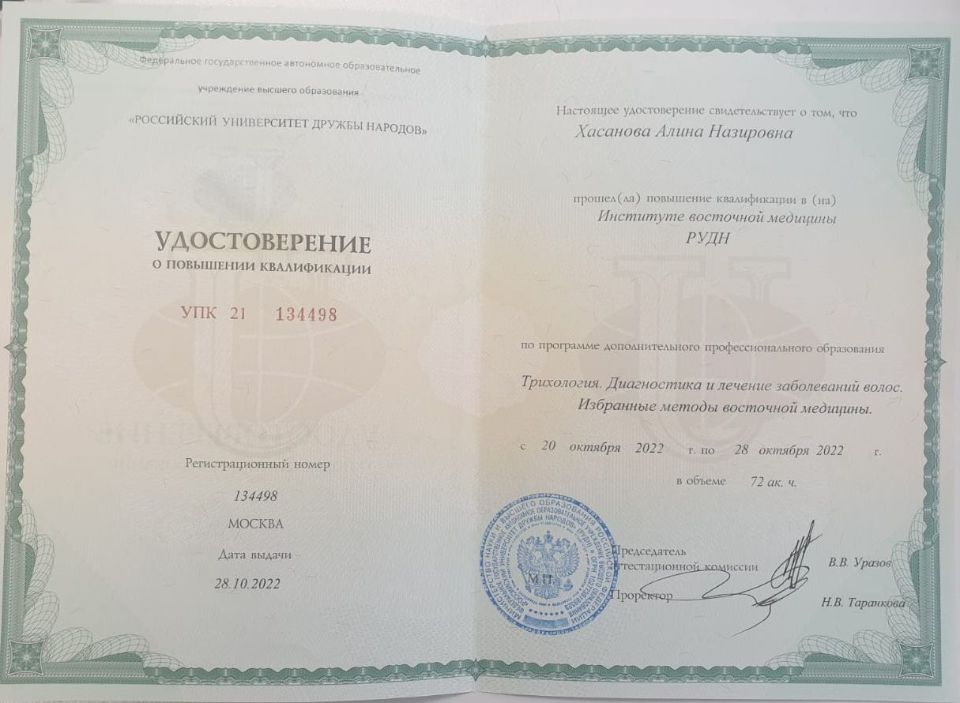 Федеральное государственное автономное образовательное
учреждение высшего образования
«РОССИЙСКИЙ УНИВЕРСИТЕТ ДРУЖБЫ НАРОДОВ»
УДОСТОВЕРЕНИЕ
О ПОВЫШЕНИИ КВАЛИФИКАЦИИ
УПК 21 134498
Регистрационный номер
134498
МОСКВА
Дата выдачи
28.10.2022
Настоящее удостоверение свидетельствует о том, что
Хасанова Алина Назировна
прошел(ла) повышение квалификации в (на)
Институте восточной медицины
РУДН
по программе дополнительного профессионального образования
Трихология. Диагностика и лечение заболеваний волос.
Избранные методы восточной медицины.
с 20 октября 2022 г. по 28 октября 2022 г.
в объеме 72 ак. ч.
Председатель
аттестационной комиссии
В.В. Уразов
М.П.
Проректор
Н.В. Таранкова